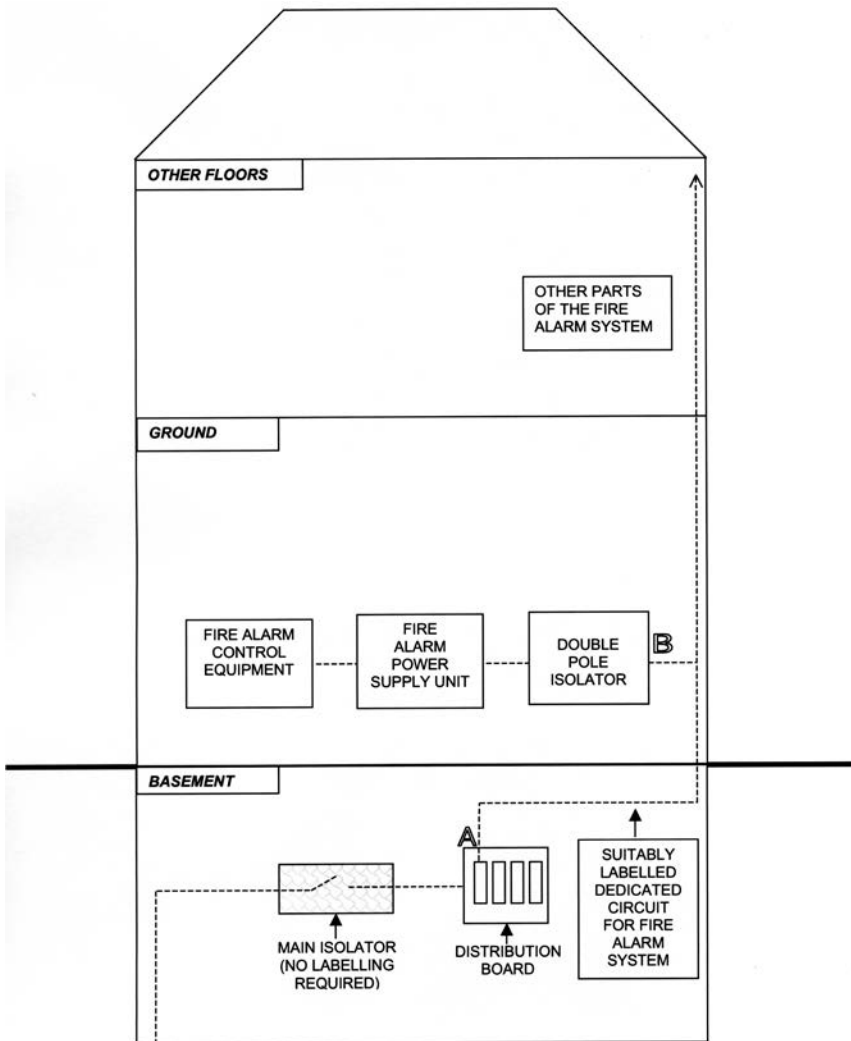 OTHER FLOORS
OTHER PARTS
OF THE FIRE
ALARM SYSTEM
GROUND
FIRE ALARM
CONTROL
EQUIPMENT
FIRE
ALARM
POWER
SUPPLY UNIT
DOUBLE
POLE
ISOLATOR
B
BASEMENT
A
MAIN ISOLATOR
(NO LABELLING
REQUIRED)
DISTRIBUTION
BOARD
SUITABLY
LABELLED
DEDICATED
CIRCUIT
FOR FIRE
ALARM
SYSTEM